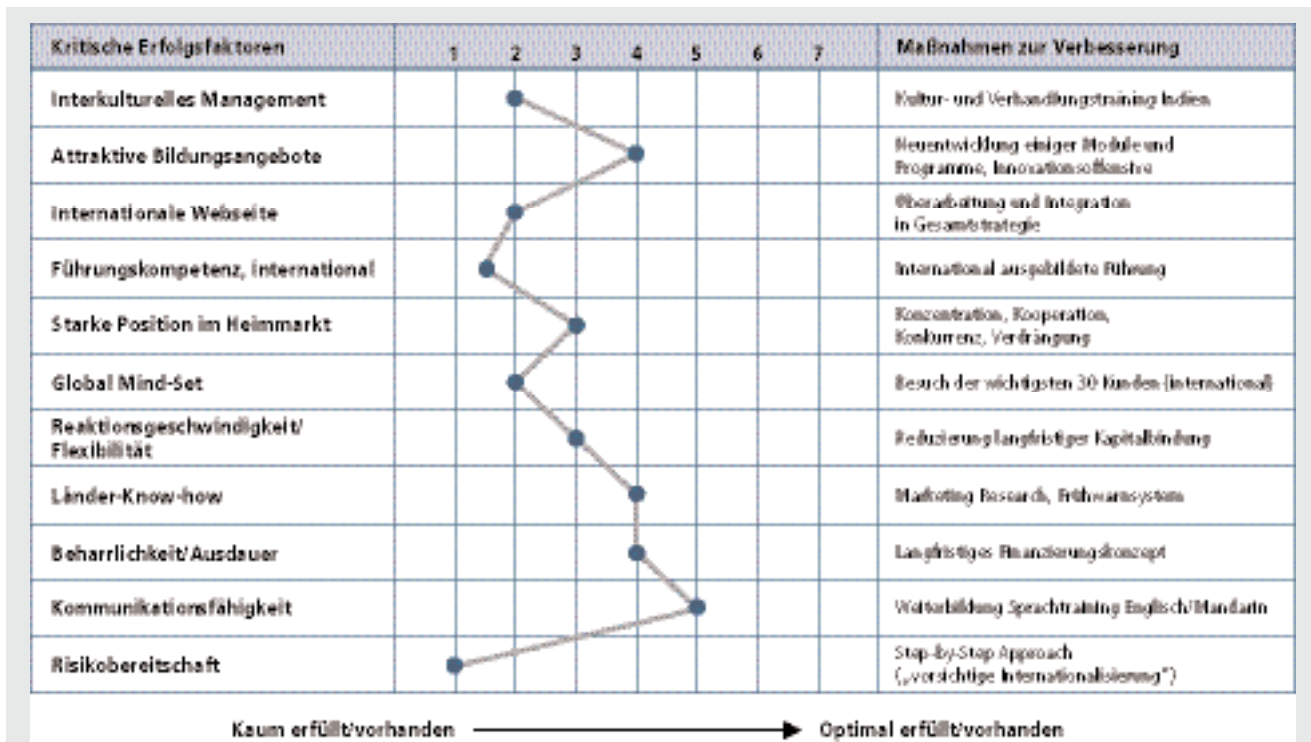 Kritische Erfolgsfaktoren 1 2 3 4 5 6 7 Maßnahmen zur Verbesserung
Interkulturelles Management Kultur- und Verhandlungstraining Indien
Attraktive Bildungsangebote Neuentwicklung einiger Module und
Programme, Innovationsoffensive
Internationale Webseite Überarbeitung und Integration
in Gesamtstrategie
Führungskompetenz, international International ausgebildete Führung
Starke Position im Heimmarkt Konzentration, Kooperation,
Konkurrenz, Verdrängung
Global Mind-Set Besuch der wichtigsten 30 Kunden (international)
Reaktionsgeschwindigkeit/
Flexibilität Reduzierung langfristiger Kapitalbindung
Länder-Know-how Marketing Research, Frühwarnsystem
Beharrlichkeit/Ausdauer Langfristiges Finanzierungskonzept
Kommunikationsfähigkeit Weiterbildung Sprachtraining Englisch/Mandarin
Risikobereitschaft Step-by-Step Approach
(„vorsichtige Internationalisierung“)
Kaum erfüllt/vorhanden Optimal erfüllt/vorhanden